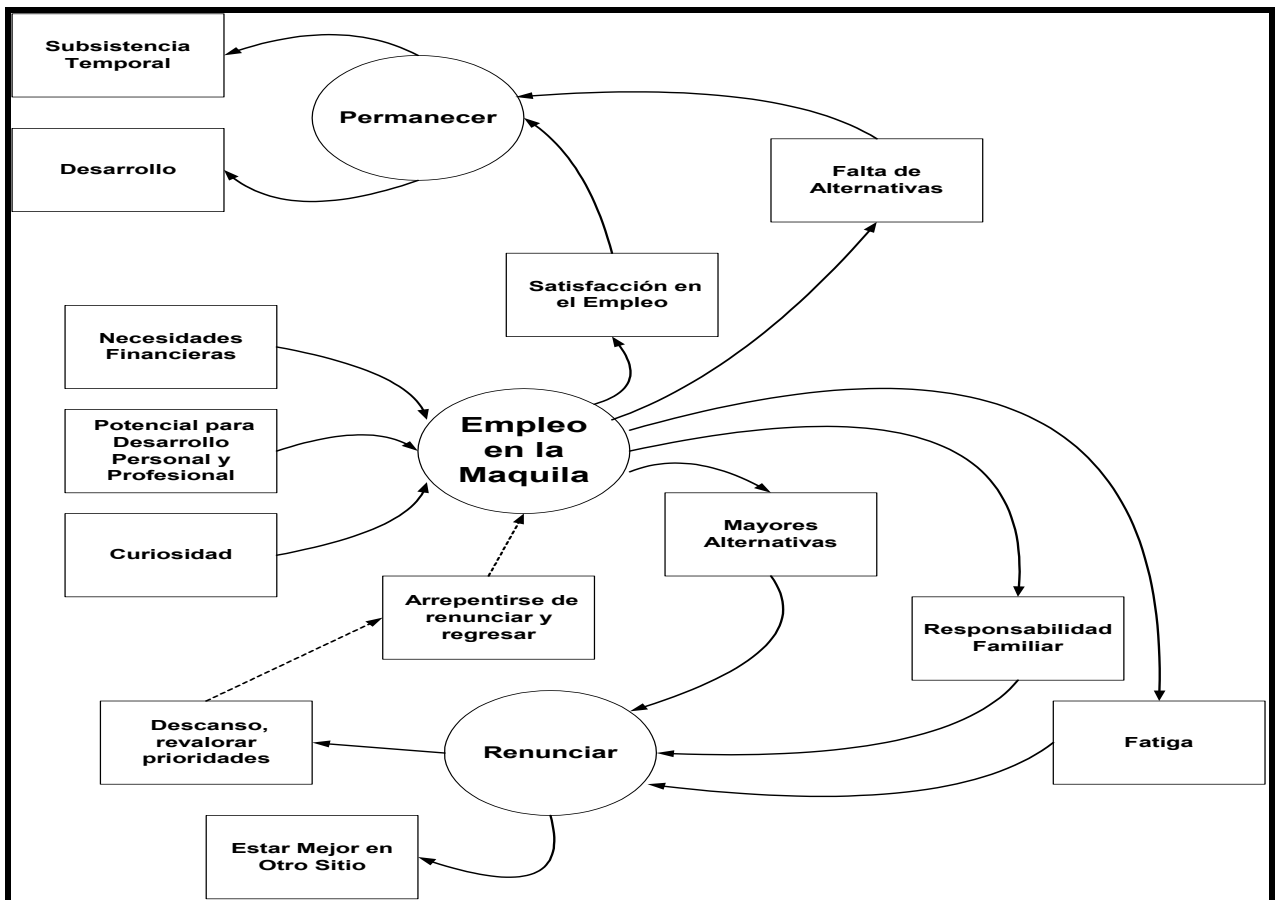 Subsistencia
Temporal
Permanecer
Desarrollo
Falta de
Alternativas
Satisfacción en
el Empleo
Necesidades
Financieras
Potencial para
Desarrollo
Personal y
Profesional
Curiosidad
Empleo
en la
Maquila
Mayores
Alternativas
Arrepentirse de
renunciar y
regresar
Responsabilidad
Familiar
Descanso,
revalorar
prioridades
Renunciar
Fatiga
Estar Mejor en
Otro Sitio